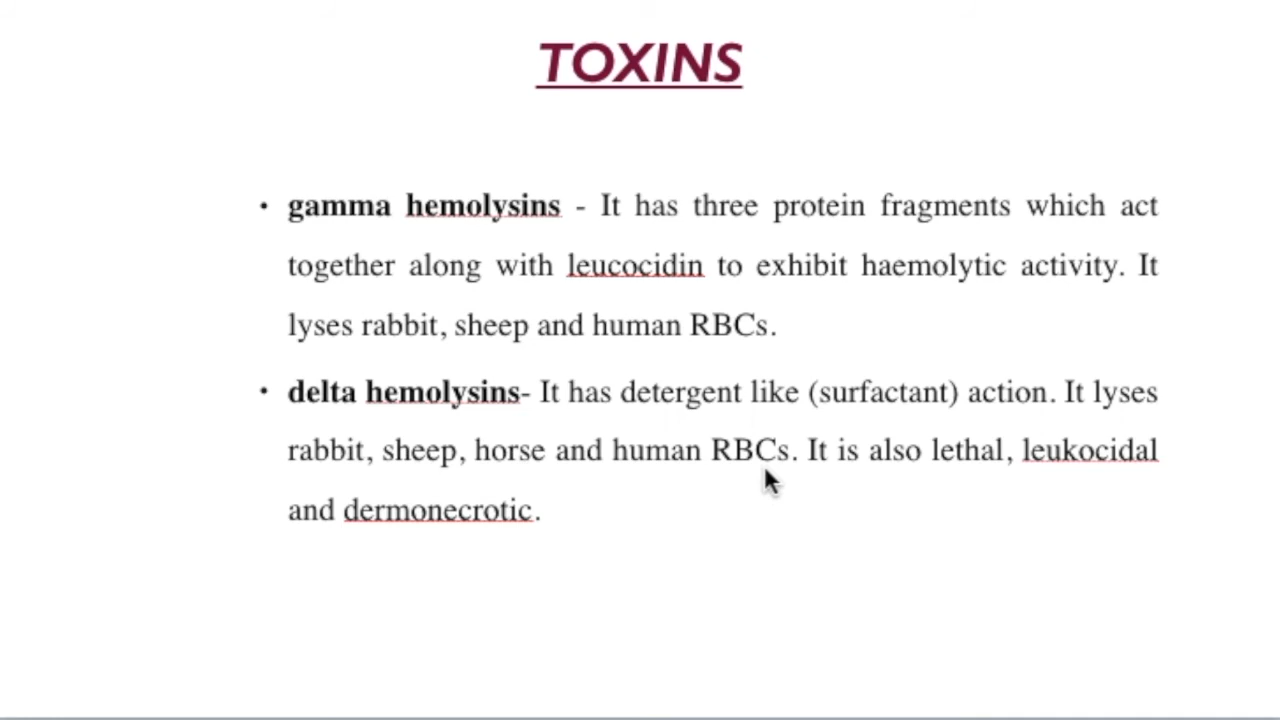 TOXINS
• gamma hemolysins - It has three protein fragments which act
together along with leucocidin to exhibit haemolytic activity. It
lyses rabbit, sheep and human RBCs.
• delta hemolysins- It has detergent like (surfactant) action. It lyses
rabbit, sheep, horse and human RBCs. It is also lethal, leukocidal
and dermonecrotic.